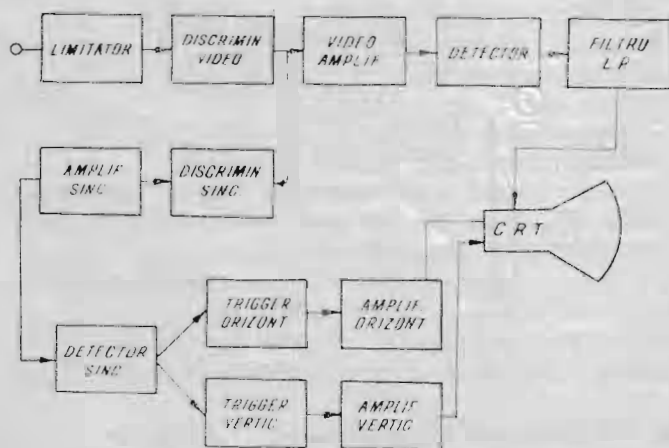 LIMITATOR
DISCRIMIN
VIDEO
VIDEO
AMPLIF
DETECTOR
FILTRU
L P
AMPLIF
SINC
DISCRIMIN
SINC.
C R T
TRIGGER
ORIZONT
AMPLIF
ORIZONT
DETECTOR
SINC
TRIGGER
VERTIC
AMPLIF
VERTIC